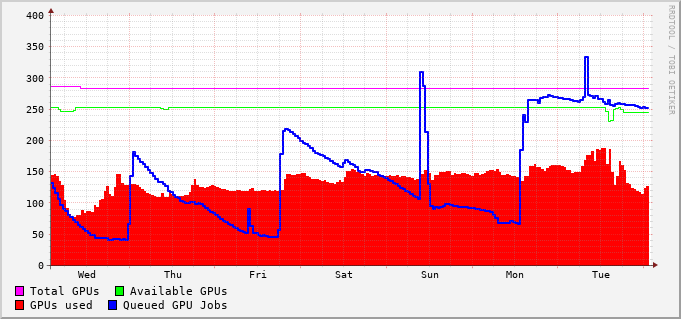 400
350
300
250
200
150
100
50
0
Wed Thu Fri Sat Sun Mon Tue
Total GPUs Available GPUs
GPUs used Queued GPU Jobs
RRDTOOL / TOBI OETIKER